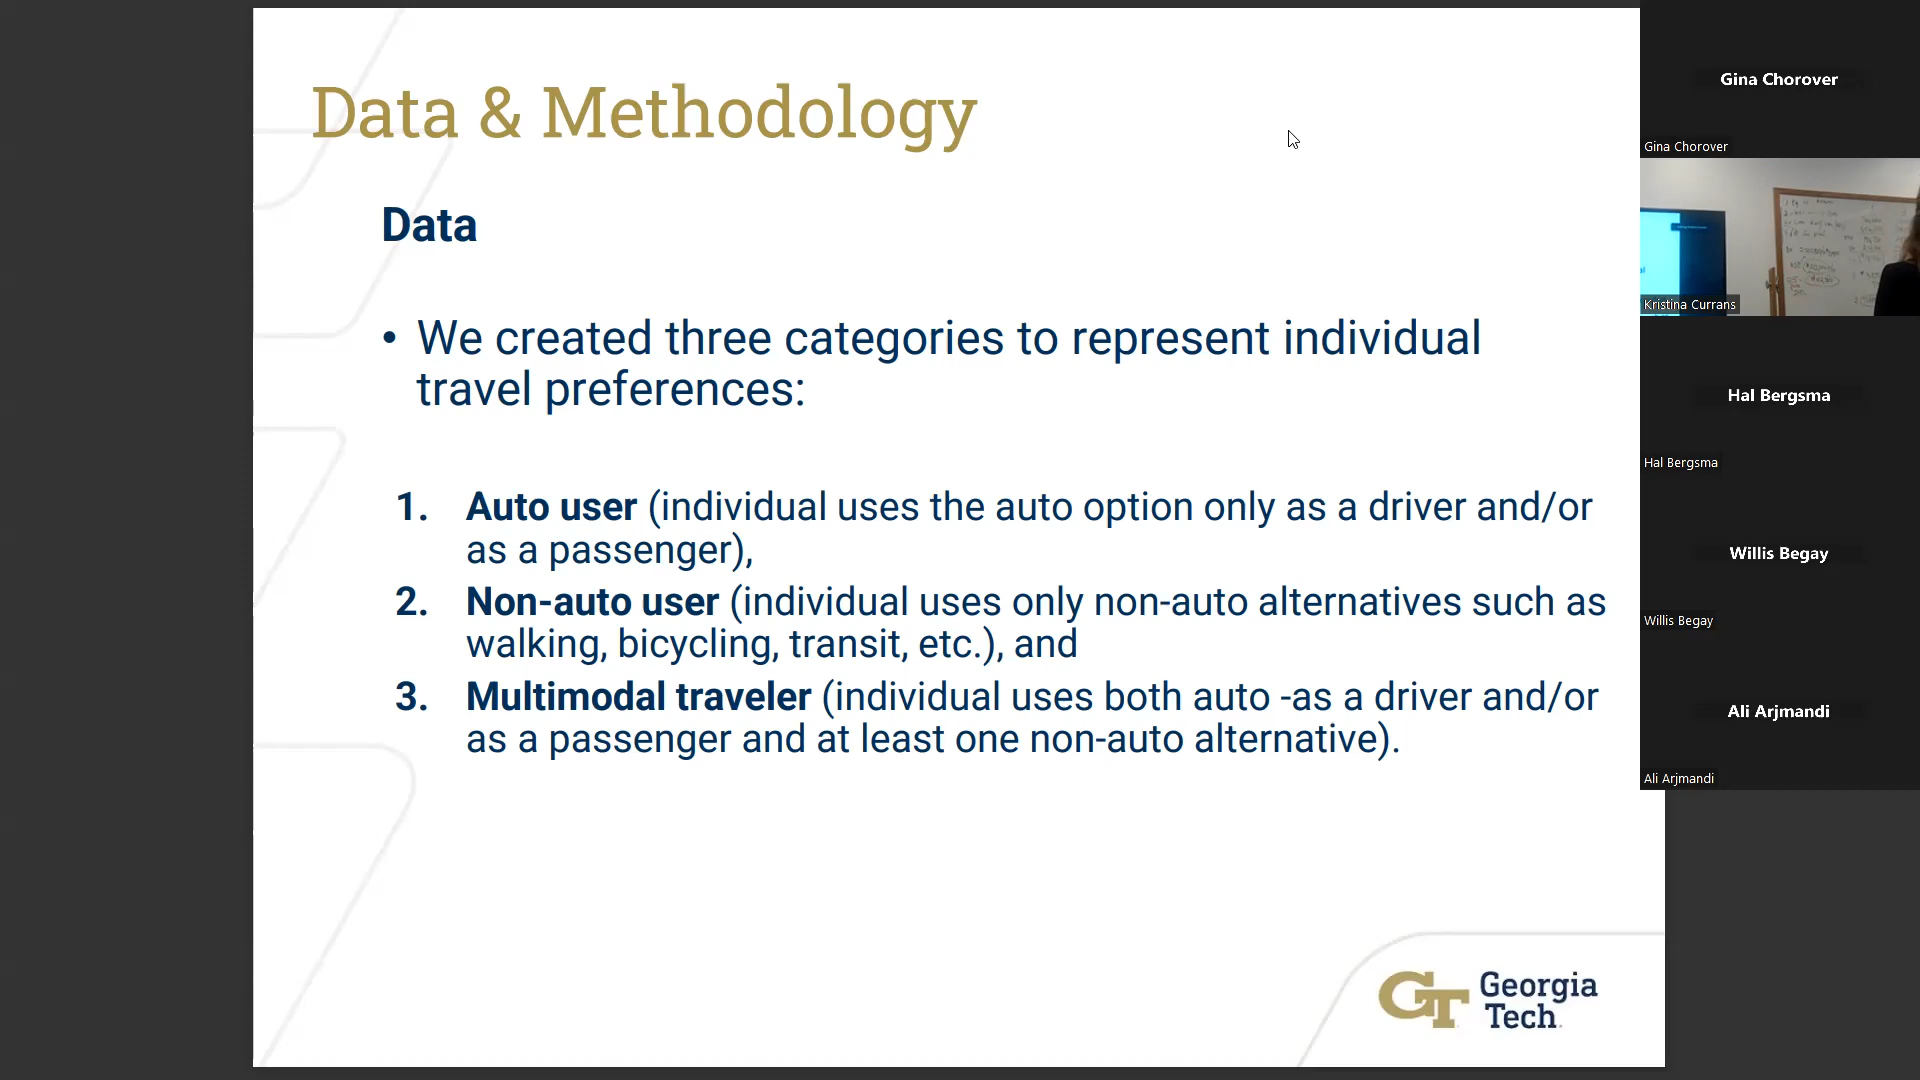 Data & Methodology
Data
• We created three categories to represent individual
travel preferences:
1. Auto user (individual uses the auto option only as a driver and/or
as a passenger),
2. Non-auto user (individual uses only non-auto alternatives such as
walking, bicycling, transit, etc.), and
3. Multimodal traveler (individual uses both auto -as a driver and/or
as a passenger and at least one non-auto alternative).
GT Georgia
Tech
Gina Chorover
Gina Chorover
Kristina Currans
Hal Bergsma
Hal Bergsma
Willis Begay
Willis Begay
Ali Arjmandi
Ali Arjmandi